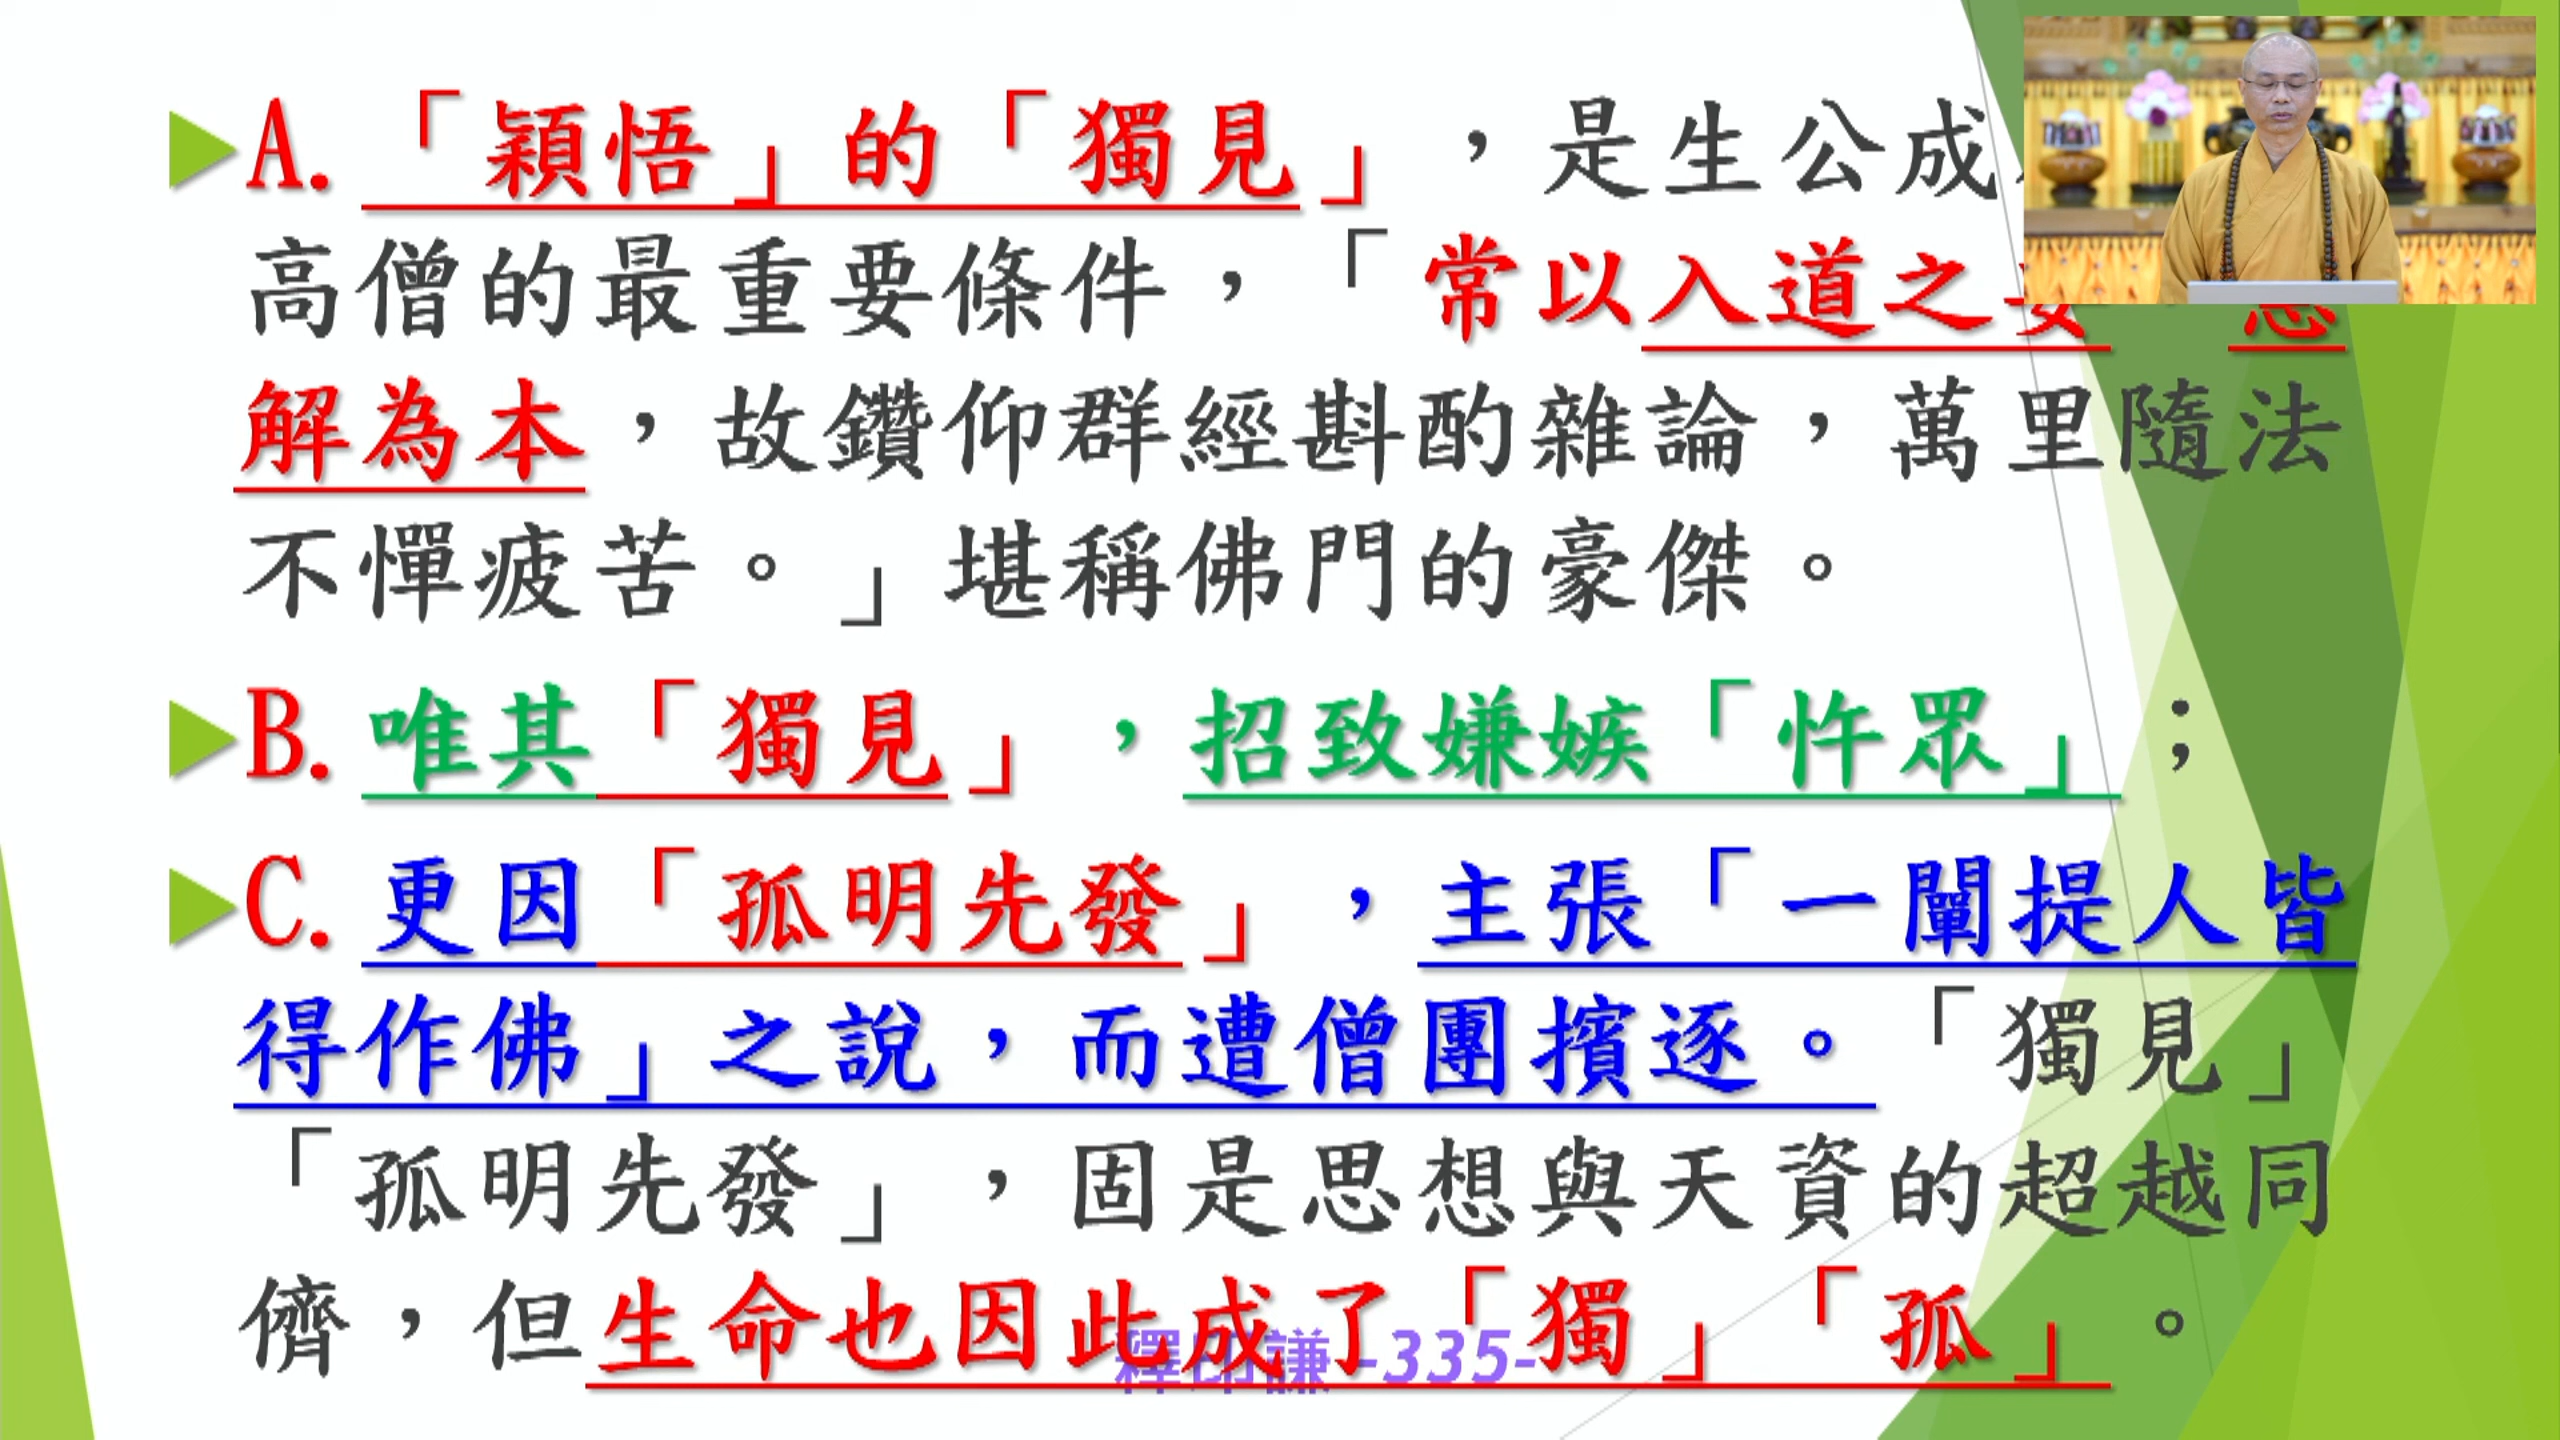 A.「穎悟」的「獨見」，是生公成
高僧的最重要條件，「常以入道之要
解為本，故鑽仰群經斟酌雜論，萬里隨法
不憚疲苦。」堪稱佛門的豪傑。
B.唯其「獨見」，招致嫌嫉「忤眾」；
C.更因「孤明先發」，主張「一闡提人皆
得作佛」之說，而遭僧團擯逐。「獨見」
「孤明先發」，固是思想與天資的超越同
儕，但生命也因此成了「獨」「孤」。
釋印謙 -335-